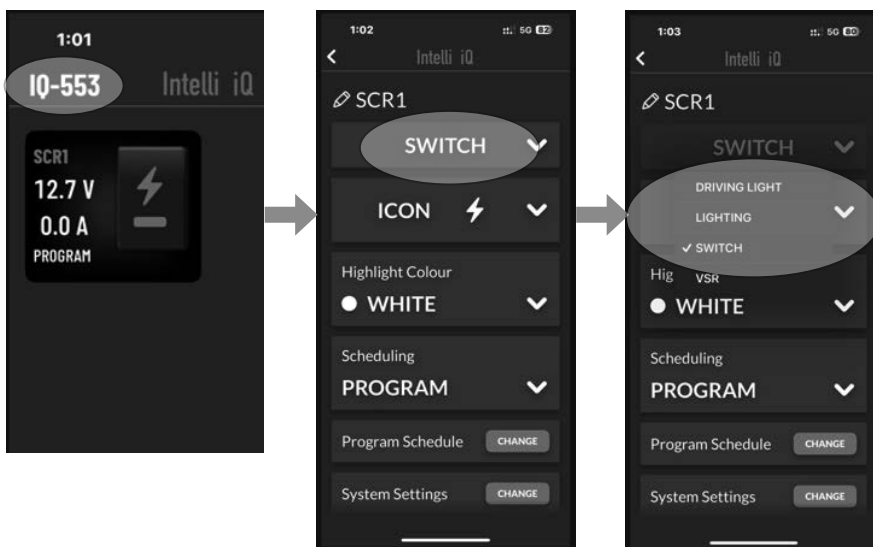 1:01
IQ-553 Intelli iQ
SCR1
12.7 V
0.0 A
PROGRAM
1:02 5G 82
Intelli iQ
SCR1
SWITCH
ICON
Highlight Colour
WHITE
Scheduling
PROGRAM
Program Schedule CHANGE
System Settings CHANGE
1:03 5G 80
Intelli iQ
SCR1
SWITCH
DRIVING LIGHT
LIGHTING
✓ SWITCH
Hig VSR
WHITE
Scheduling
PROGRAM
Program Schedule CHANGE
System Settings CHANGE